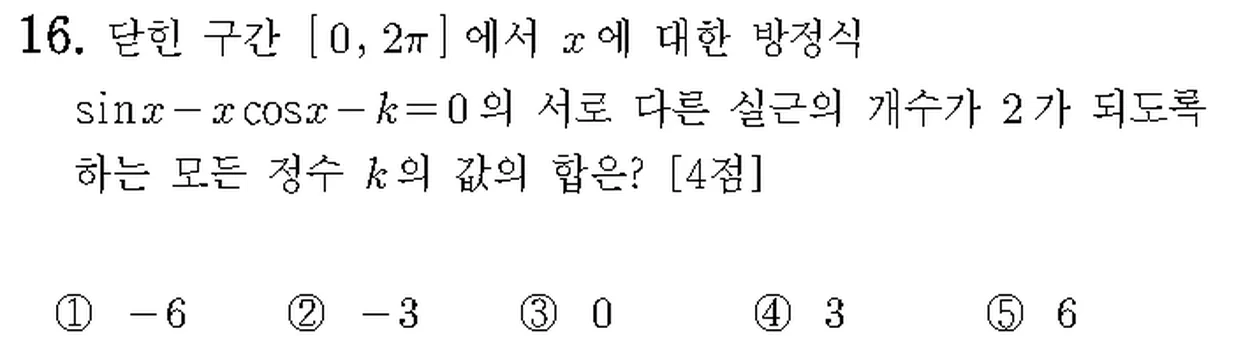 16. 닫힌 구간 [0, 2π]에서 x에 대한 방정식
sinx−xcosx−k=0의 서로 다른 실근의 개수가 2가 되도록
하는 모든 정수 k의 값의 합은? [4점]
① −6 ② −3 ③ 0 ④ 3 ⑤ 6